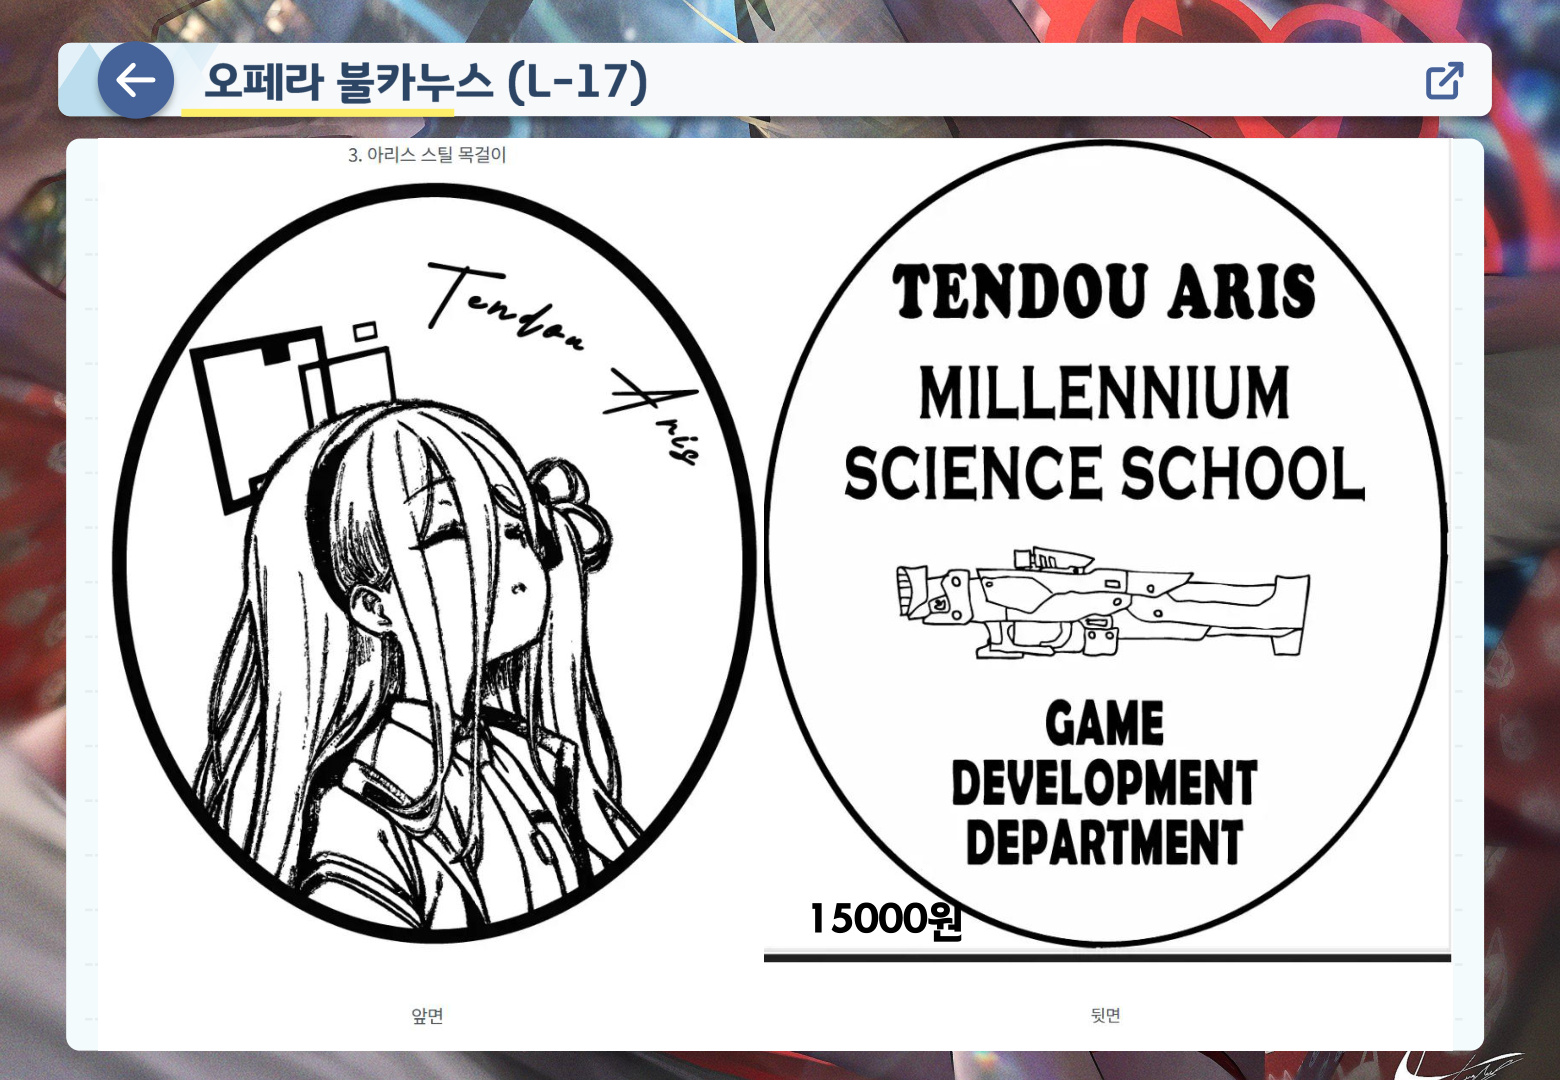 오페라 불카누스 (L-17)
3. 아리스 스틸 목걸이
Tendou Aris
TENDOU ARIS
MILLENNIUM
SCIENCE SCHOOL
GAME
DEVELOPMENT
DEPARTMENT
15000원
앞면
뒷면